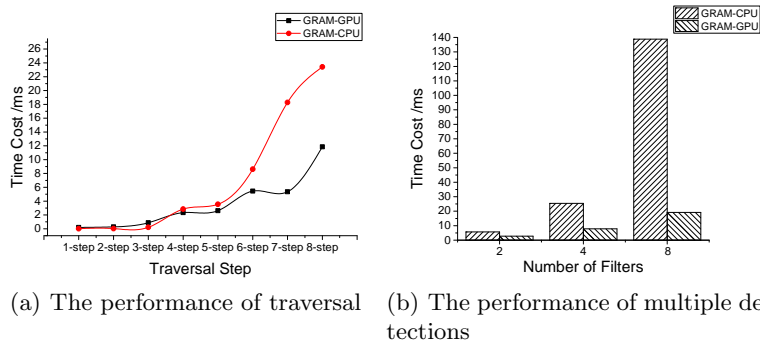 GRAM-GPU
GRAM-CPU
26
24
22
20
18
16
14
12
10
8
6
4
2
0
Time Cost /ms
1-step 2-step 3-step 4-step 5-step 6-step 7-step 8-step
Traversal Step
(a) The performance of traversal
GRAM-CPU
GRAM-GPU
140
130
120
110
100
90
80
70
60
50
40
30
20
10
0
Time Cost /ms
2 4 8
Number of Filters
(b) The performance of multiple de
tections